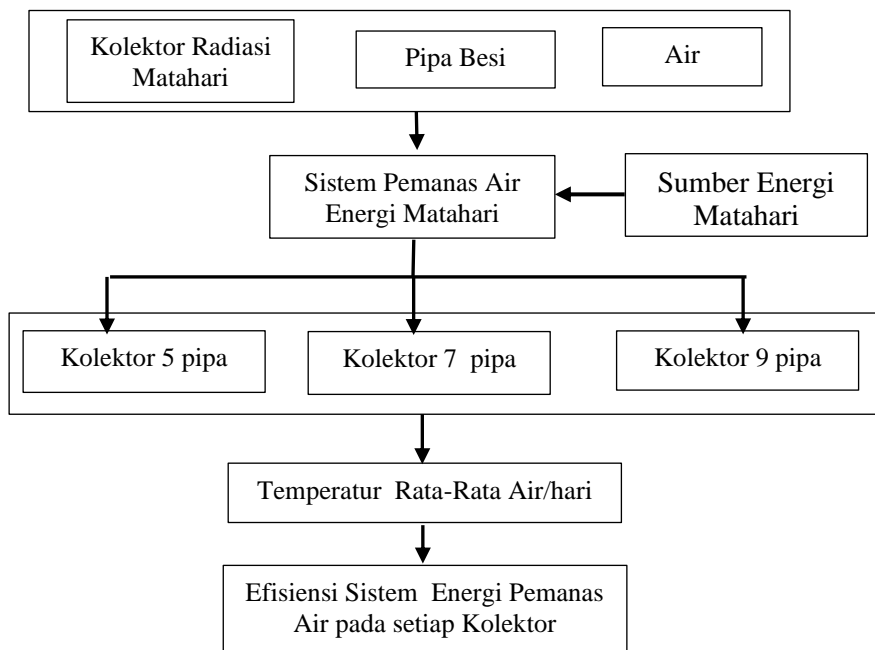 Kolektor Radiasi
Matahari
Pipa Besi
Air
Sistem Pemanas Air
Energi Matahari
Sumber Energi
Matahari
Kolektor 5 pipa
Kolektor 7 pipa
Kolektor 9 pipa
Temperatur Rata-Rata Air/hari
Efisiensi Sistem Energi Pemanas
Air pada setiap Kolektor